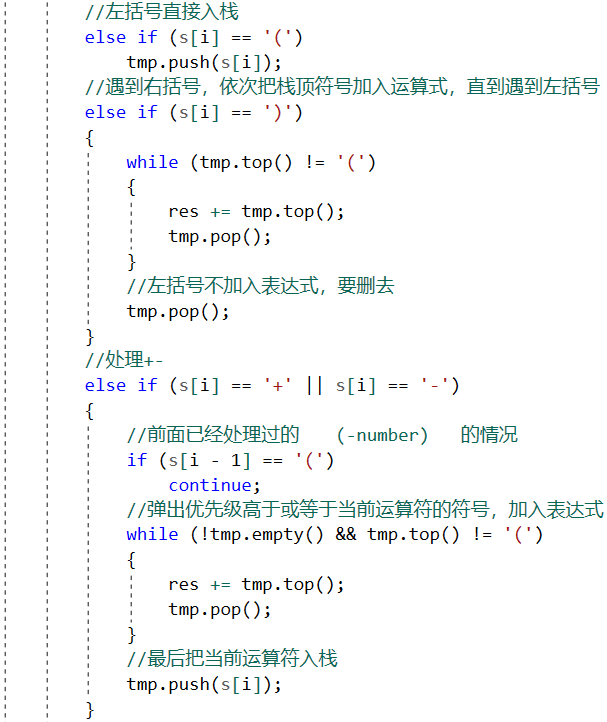 //左括号直接入栈
else if (s[i] == '(')
    tmp.push(s[i]);
//遇到右括号，依次把栈顶符号加入运算式，直到遇到左括号
else if (s[i] == ')')
{
    while (tmp.top() != '(')
    {
        res += tmp.top();
        tmp.pop();
    }
    //左括号不加入表达式，要删去
    tmp.pop();
}
//处理+-
else if (s[i] == '+' || s[i] == '-')
{
    //前面已经处理过的   (-number)   的情况
    if (s[i - 1] == '(')
        continue;
    //弹出优先级高于或等于当前运算符的符号，加入表达式
    while (!tmp.empty() && tmp.top() != '(')
    {
        res += tmp.top();
        tmp.pop();
    }
    //最后把当前运算符入栈
    tmp.push(s[i]);
}